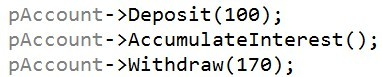 pAccount->Deposit(100);
pAccount->AccumulateInterest();
pAccount->Withdraw(170);